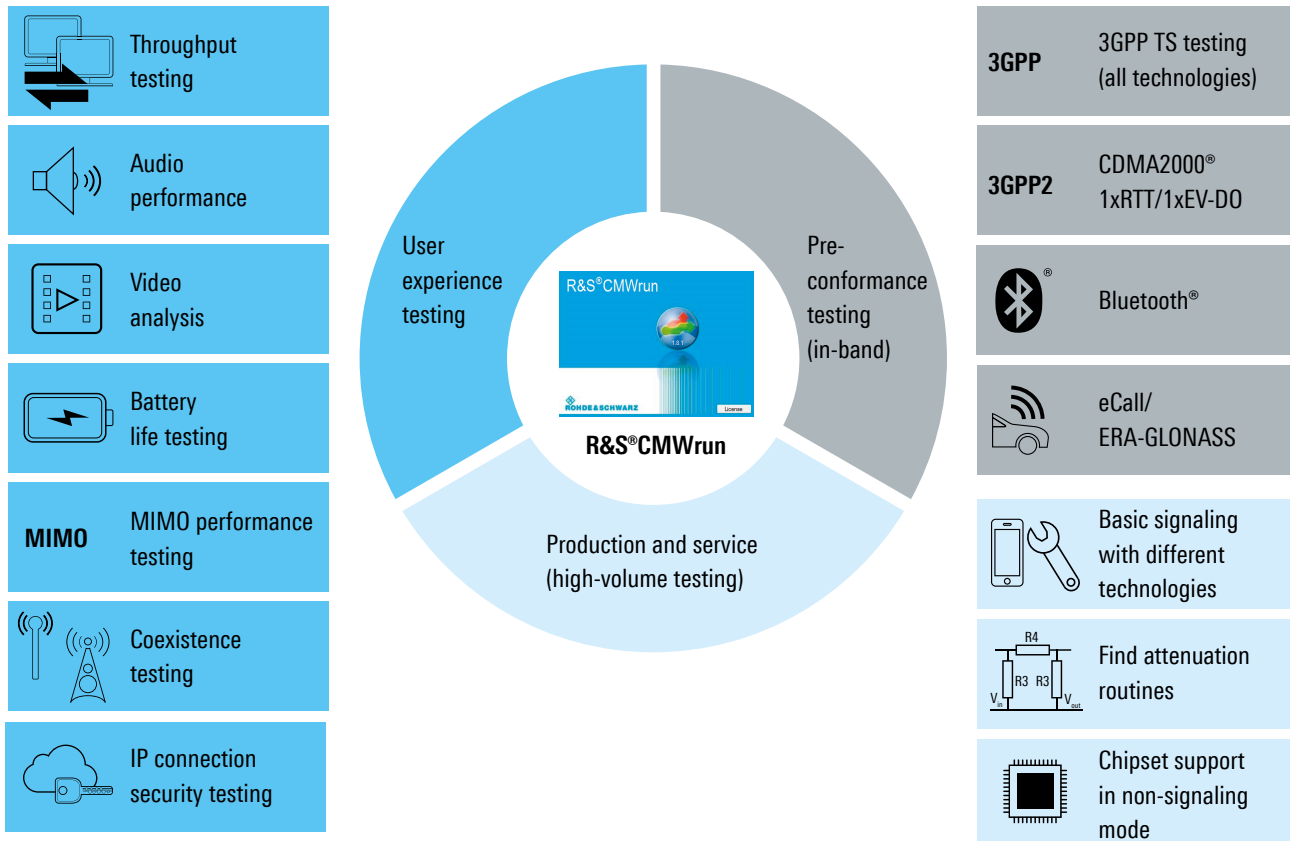 Throughput
testing
Audio
performance
Video
analysis
Battery
life testing
MIMO
MIMO performance
testing
Coexistence
testing
IP connection
security testing
User
experience
testing
Pre-
conformance
testing
(in-band)
R&S®CMWrun
1.8.1
ROHDE&SCHWARZ
License
R&S®CMWrun
Production and service
(high-volume testing)
3GPP
3GPP TS testing
(all technologies)
3GPP2
CDMA2000®
1xRTT/1xEV-DO
®
Bluetooth®
eCall/
ERA-GLONASS
Basic signaling
with different
technologies
R4
R3 R3
Vin
Vout
Find attenuation
routines
Chipset support
in non-signaling
mode